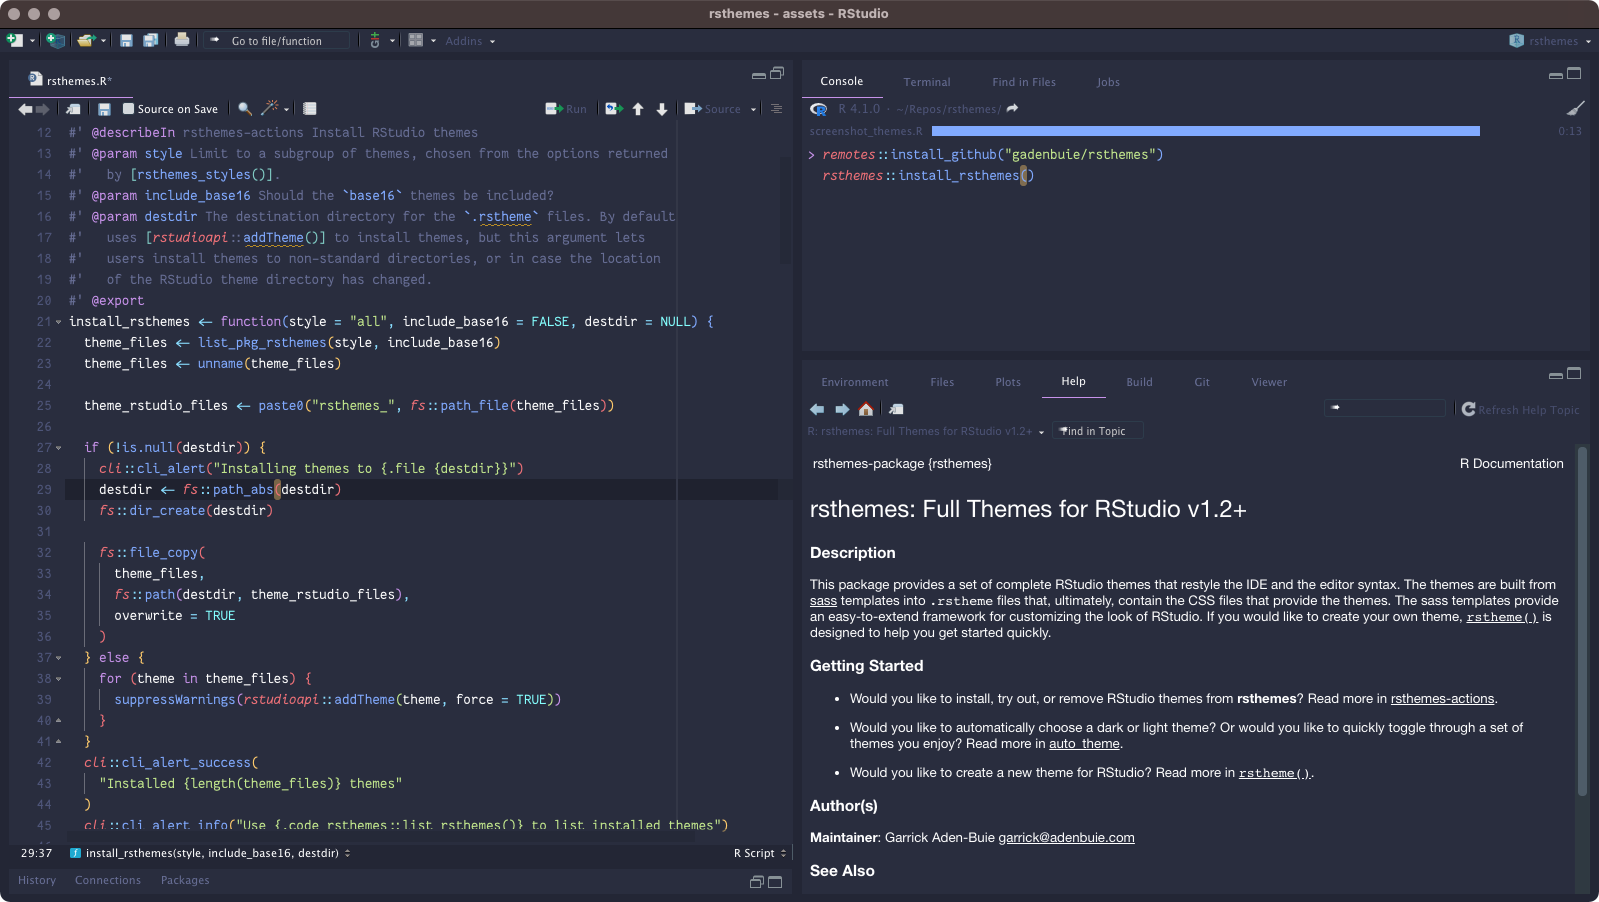 rsthemes - assets - RStudio
Go to file/function
Addins
rsthemes
rsthemes.R*
Source on Save
Run
Source
12 #' @describeIn rsthemes-actions Install RStudio themes
13 #' @param style Limit to a subgroup of themes, chosen from the options returned
14 #'   by [rsthemes_styles()].
15 #' @param include_base16 Should the `base16` themes be included?
16 #' @param destdir The destination directory for the `.rstheme` files. By default
17 #'   uses [rstudioapi::addTheme()] to install themes, but this argument lets
18 #'   users install themes to non-standard directories, or in case the location
19 #'   of the RStudio theme directory has changed.
20 #' @export
21 install_rsthemes <- function(style = "all", include_base16 = FALSE, destdir = NULL) {
22   theme_files <- list_pkg_rsthemes(style, include_base16)
23   theme_files <- unname(theme_files)
24
25   theme_rstudio_files <- paste0("rsthemes_", fs::path_file(theme_files))
26
27   if (!is.null(destdir)) {
28     cli::cli_alert("Installing themes to {.file {destdir}}")
29     destdir <- fs::path_abs(destdir)
30     fs::dir_create(destdir)
31
32     fs::file_copy(
33       theme_files,
34       fs::path(destdir, theme_rstudio_files),
35       overwrite = TRUE
36     )
37   } else {
38     for (theme in theme_files) {
39       suppressWarnings(rstudioapi::addTheme(theme, force = TRUE))
40     }
41   }
42   cli::cli_alert_success(
43     "Installed {length(theme_files)} themes"
44   )
45   cli::cli_alert_info("Use {.code rsthemes::list_rsthemes()} to list installed themes")
29:37 install_rsthemes(style, include_base16, destdir) R Script
History Connections Packages
Console Terminal Find in Files Jobs
R 4.1.0 · ~/Repos/rsthemes/
screenshot_themes.R 0:13
> remotes::install_github("gadenbuie/rsthemes")
rsthemes::install_rsthemes()
Environment Files Plots Help Build Git Viewer
Refresh Help Topic
R: rsthemes: Full Themes for RStudio v1.2+ Find in Topic
rsthemes-package {rsthemes} R Documentation
rsthemes: Full Themes for RStudio v1.2+
Description
This package provides a set of complete RStudio themes that restyle the IDE and the editor syntax. The themes are built from
sass templates into .rstheme files that, ultimately, contain the CSS files that provide the themes. The sass templates provide
an easy-to-extend framework for customizing the look of RStudio. If you would like to create your own theme, rstheme() is
designed to help you get started quickly.
Getting Started
• Would you like to install, try out, or remove RStudio themes from rsthemes? Read more in rsthemes-actions.
• Would you like to automatically choose a dark or light theme? Or would you like to quickly toggle through a set of
themes you enjoy? Read more in auto_theme.
• Would you like to create a new theme for RStudio? Read more in rstheme().
Author(s)
Maintainer: Garrick Aden-Buie garrick@adenbuie.com
See Also